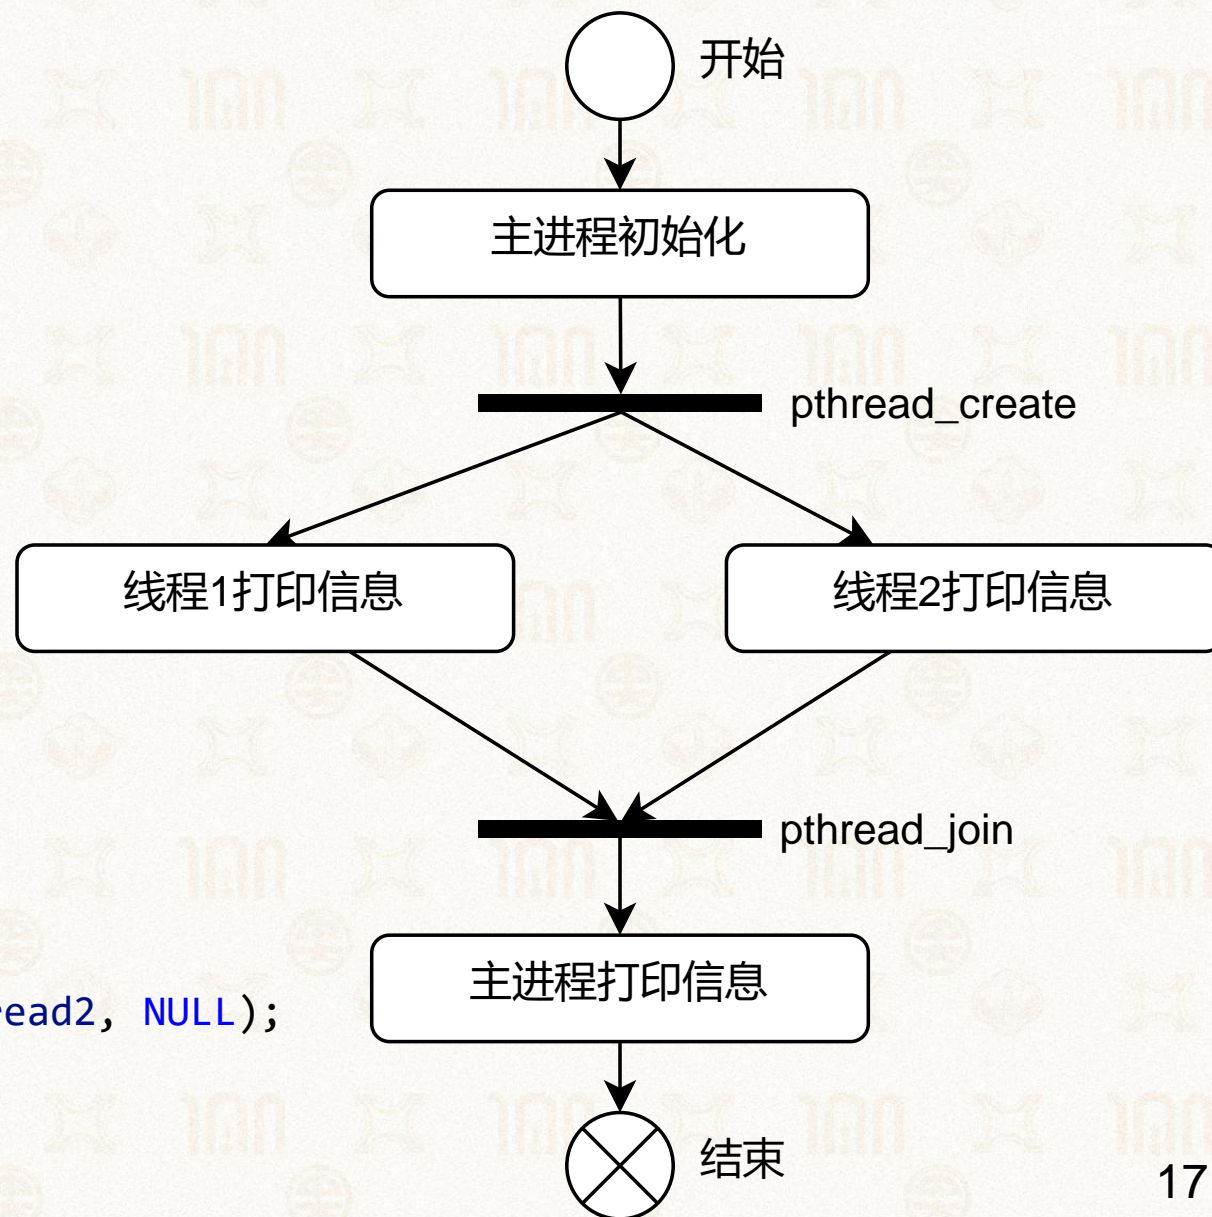 开始
主进程初始化
pthread_create
线程1打印信息
线程2打印信息
pthread_join
主进程打印信息
read2, NULL);
结束
17